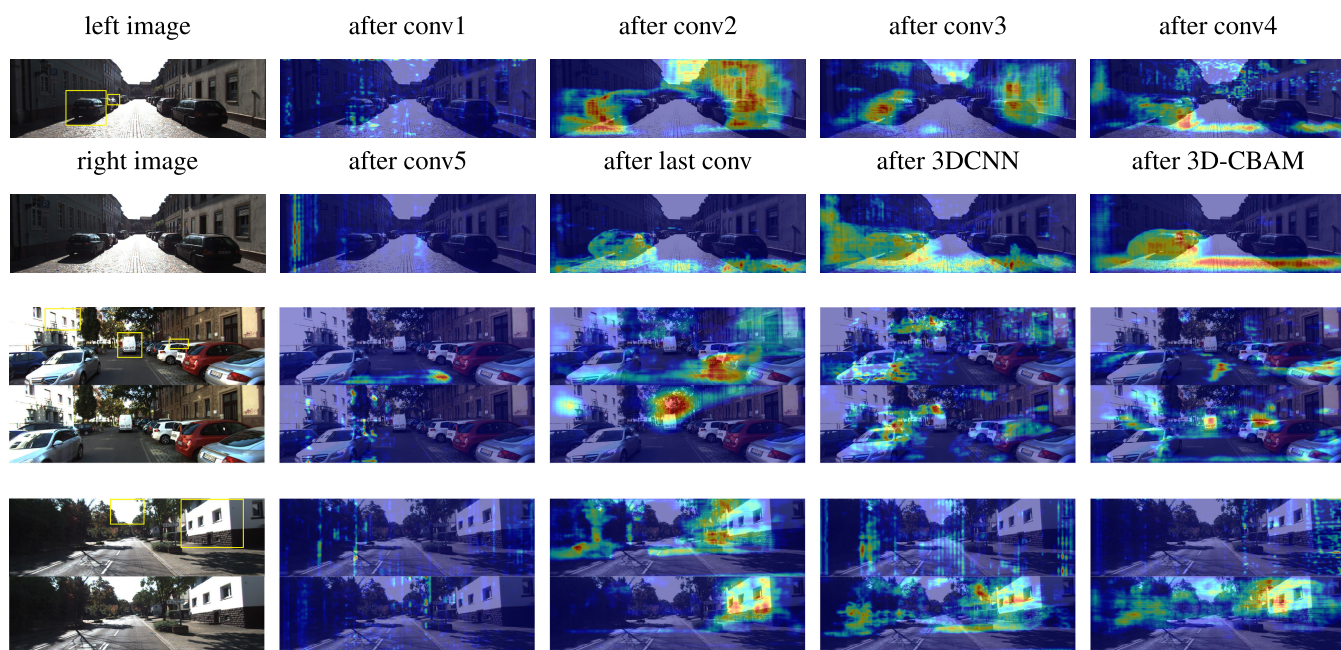 left image after conv1 after conv2 after conv3 after conv4
right image after conv5 after last conv after 3DCNN after 3D-CBAM